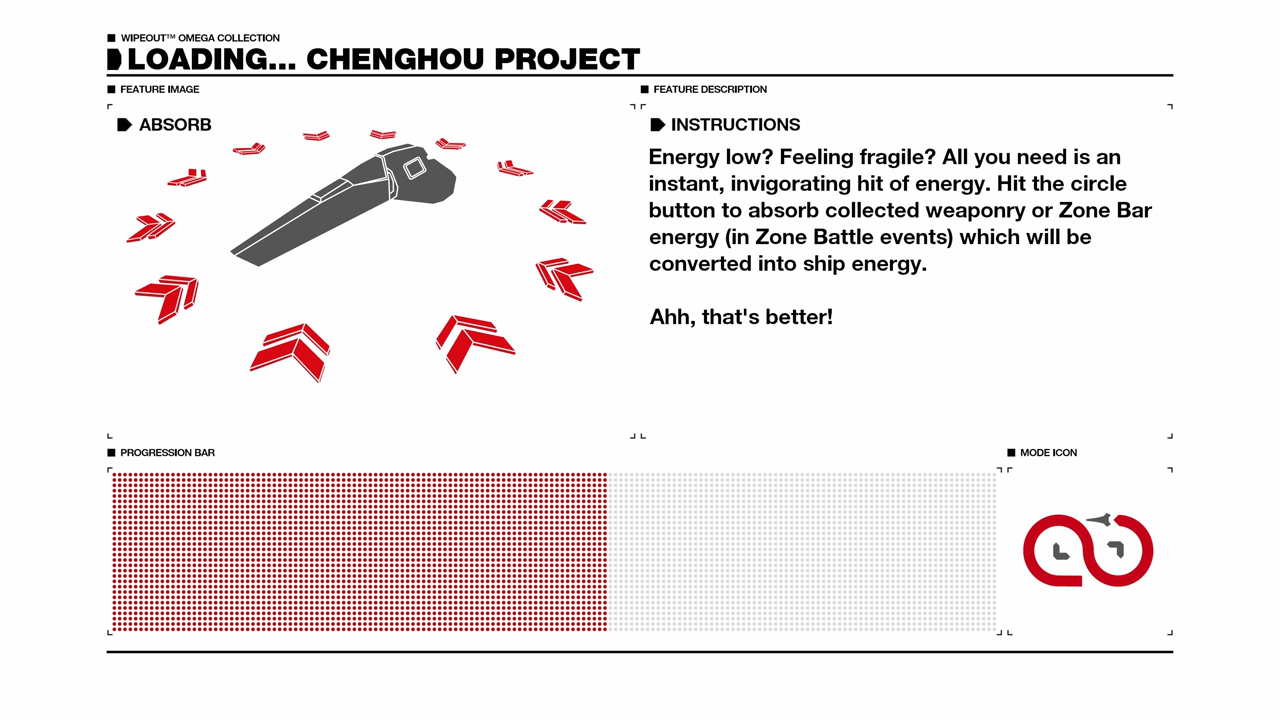 WIPEOUT™ OMEGA COLLECTION
LOADING... CHENGHOU PROJECT
FEATURE IMAGE
ABSORB
FEATURE DESCRIPTION
INSTRUCTIONS
Energy low? Feeling fragile? All you need is an
instant, invigorating hit of energy. Hit the circle
button to absorb collected weaponry or Zone Bar
energy (in Zone Battle events) which will be
converted into ship energy.
Ahh, that's better!
PROGRESSION BAR
MODE ICON